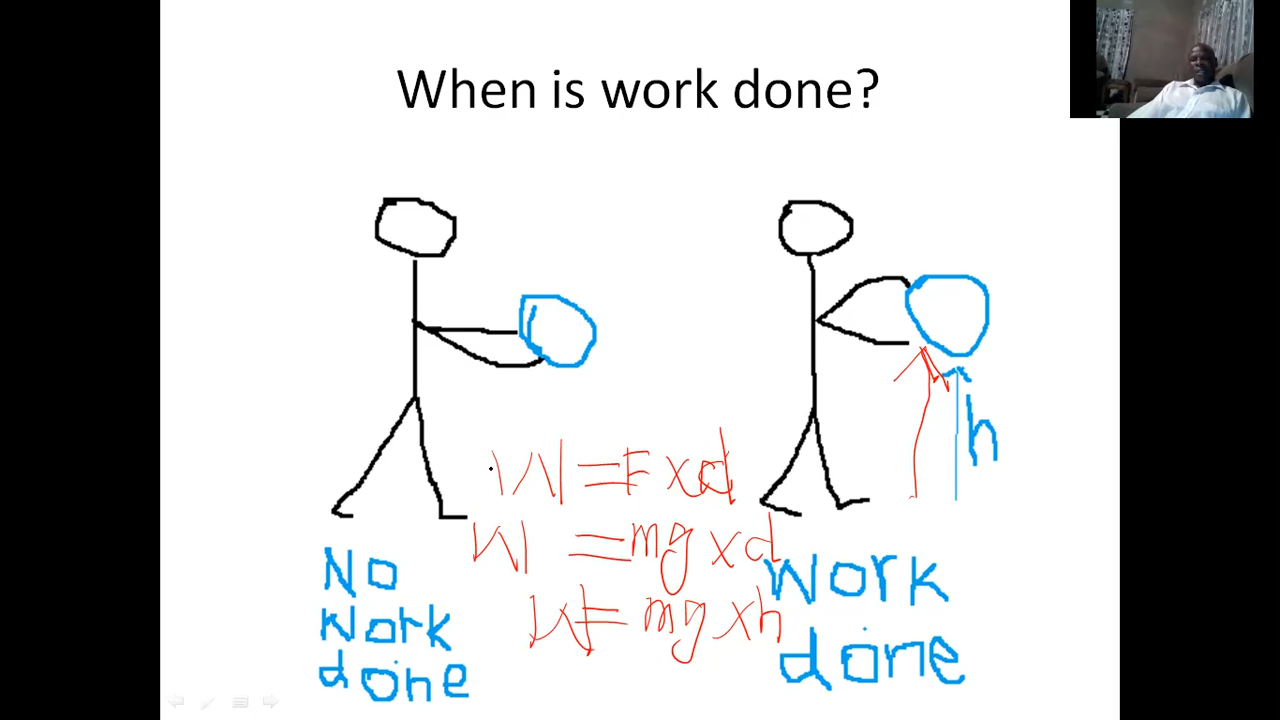 When is work done?
h
W = F x d
W = mg x d
W = mg x h
No
work
done
work
done